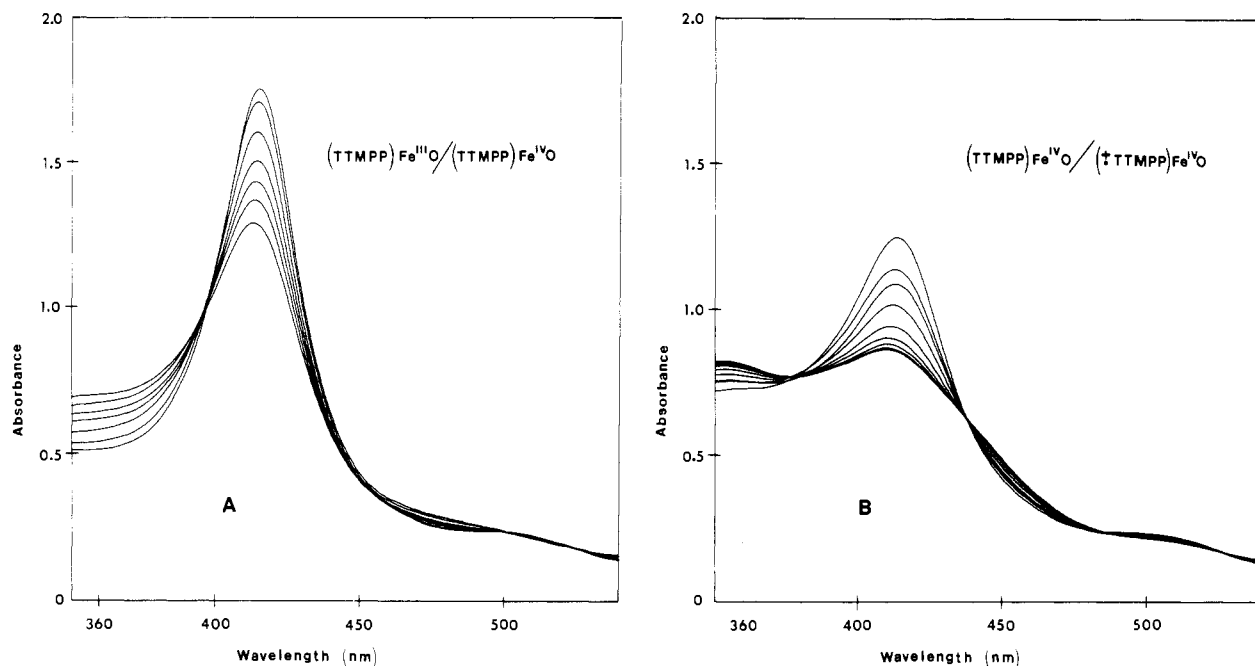 2.0
1.5
1.0
0.5
0
Absorbance
360
400
450
500
Wavelength (nm)
(TTMPP)Fe^III O/(TTMPP)Fe^IV O
A
2.0
1.5
1.0
0.5
0
Absorbance
360
400
450
500
Wavelength (nm)
(TTMPP)Fe^IV O/(‡TTMPP)Fe^IV O
B